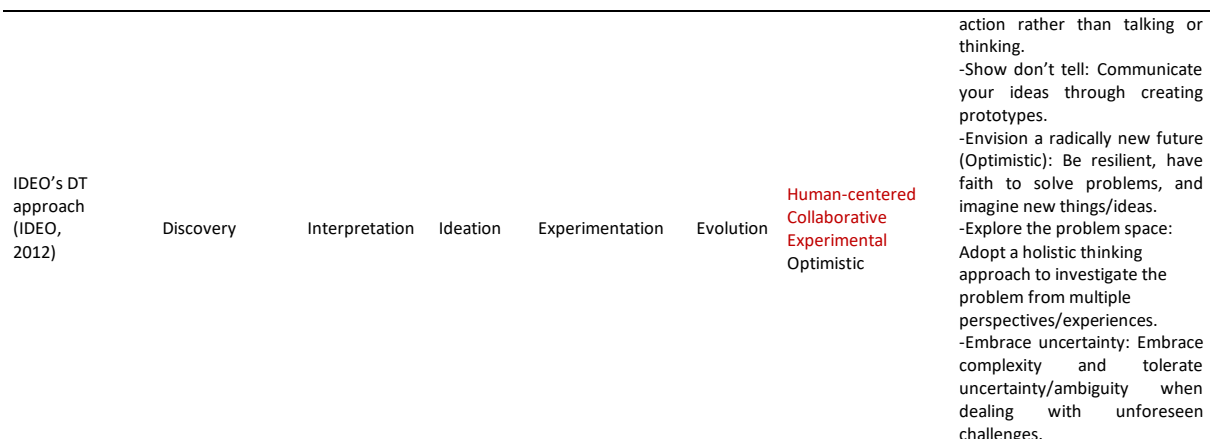 IDEO’s DT
approach
(IDEO,
2012)
Discovery
Interpretation
Ideation
Experimentation
Evolution
Human-centered
Collaborative
Experimental
Optimistic
action rather than talking or
thinking.
-Show don’t tell: Communicate
your ideas through creating
prototypes.
-Envision a radically new future
(Optimistic): Be resilient, have
faith to solve problems, and
imagine new things/ideas.
-Explore the problem space:
Adopt a holistic thinking
approach to investigate the
problem from multiple
perspectives/experiences.
-Embrace uncertainty: Embrace
complexity and tolerate
uncertainty/ambiguity when
dealing with unforeseen
challenges.